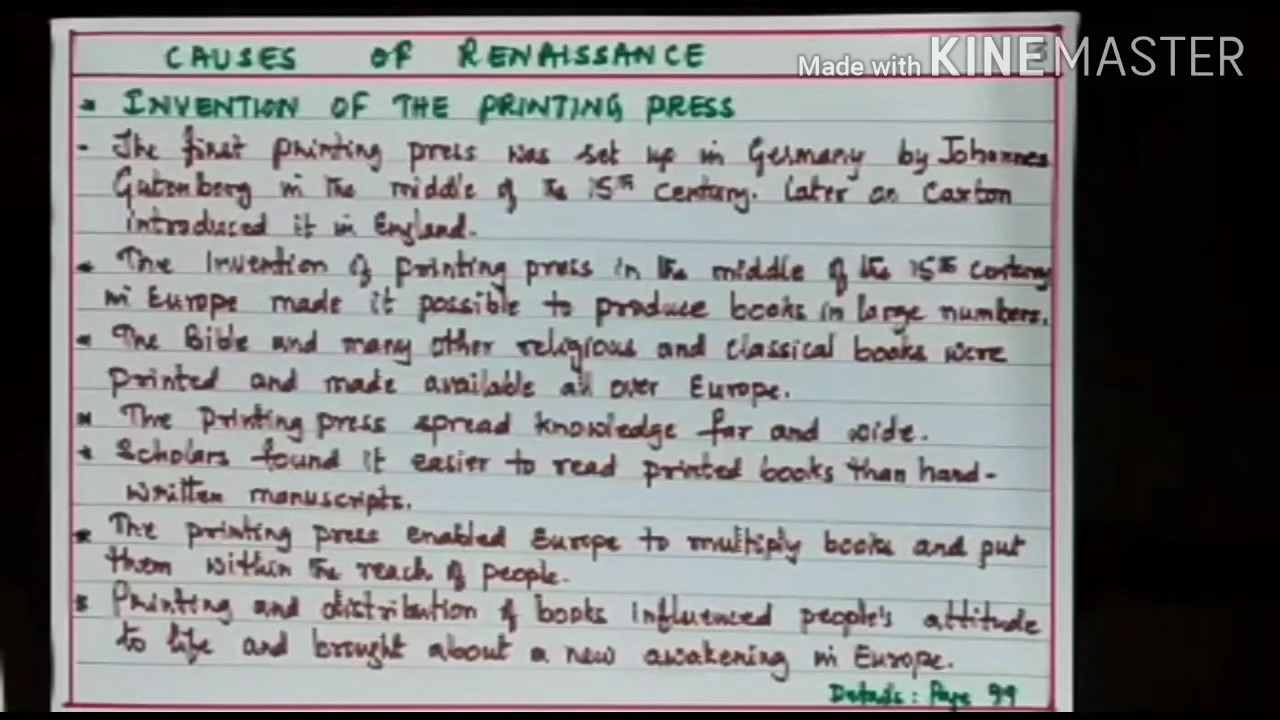 CAUSES OF RENAISSANCE
Made with KINEMASTER
INVENTION OF THE PRINTING PRESS
- The first printing press was set up in Germany by Johannes
Gutenberg in the middle of the 15th century. Later on Caxton
introduced it in England.
The Invention of printing press in the middle of the 15th century
in Europe made it possible to produce books in large numbers.
The Bible and many other religious and classical books were
printed and made available all over Europe.
The printing press spread knowledge far and wide.
Scholars found it easier to read printed books than hand-
written manuscripts.
The printing press enabled Europe to multiply books and put
them within the reach of people.
Printing and distribution of books influenced people's attitude
to life and brought about a new awakening in Europe.
Details : Page 99